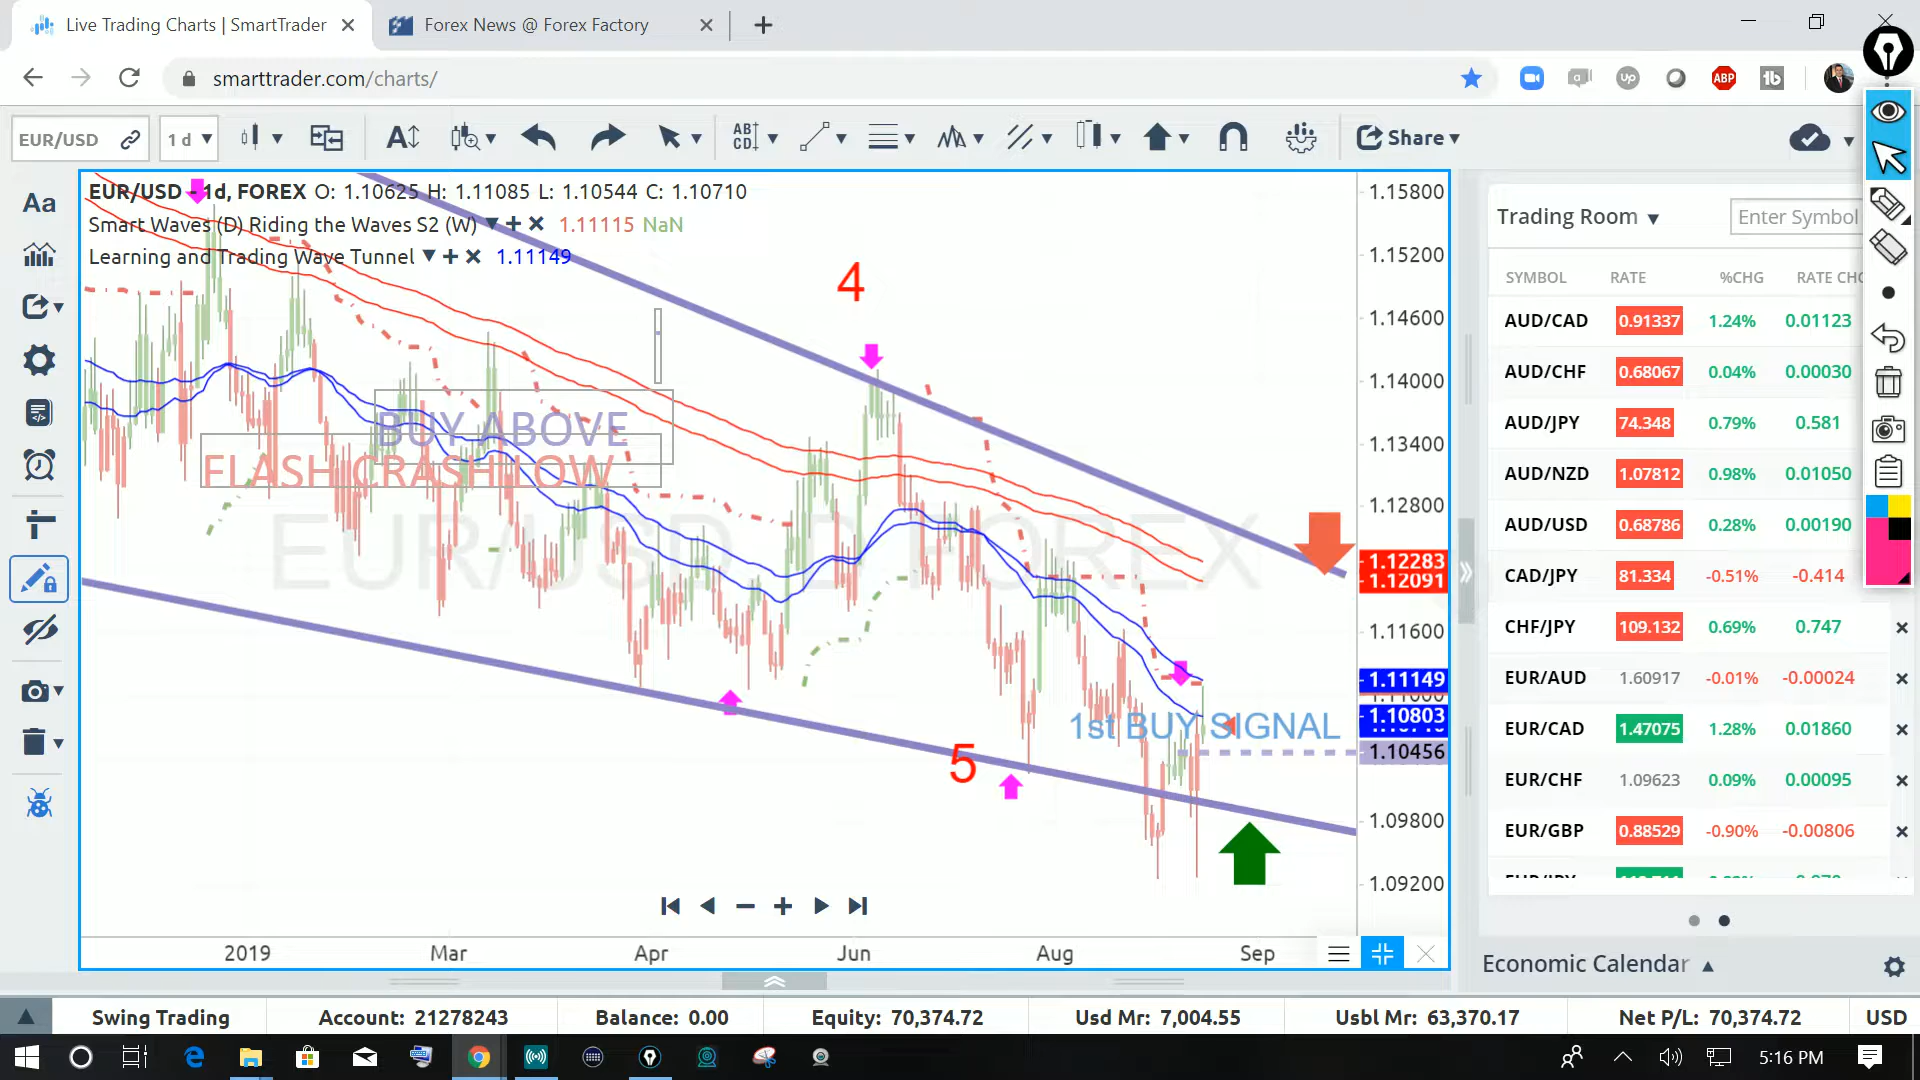 Live Trading Charts | SmartTrader
Forex News @ Forex Factory
smarttrader.com/charts/
EUR/USD
1 d
Share
EUR/USD - 1d, FOREX O: 1.10625 H: 1.11085 L: 1.10544 C: 1.10710
Smart Waves (D) Riding the Waves S2 (W) 1.11115 NaN
Learning and Trading Wave Tunnel 1.11149
4
BUY ABOVE
FLASH CRASH LOW
EUR/USD, D FOREX
1st BUY SIGNAL
5
1.15800
1.15200
1.14600
1.14000
1.13400
1.12800
1.12283
1.12091
1.11600
1.11149
1.10803
1.10456
1.09800
1.09200
2019 Mar Apr Jun Aug Sep
Aa
Trading Room
Enter Symbol
SYMBOL RATE %CHG RATE CHG
AUD/CAD 0.91337 1.24% 0.01123
AUD/CHF 0.68067 0.04% 0.00030
AUD/JPY 74.348 0.79% 0.581
AUD/NZD 1.07812 0.98% 0.01050
AUD/USD 0.68786 0.28% 0.00190
CAD/JPY 81.334 -0.51% -0.414
CHF/JPY 109.132 0.69% 0.747
EUR/AUD 1.60917 -0.01% -0.00024
EUR/CAD 1.47075 1.28% 0.01860
EUR/CHF 1.09623 0.09% 0.00095
EUR/GBP 0.88529 -0.90% -0.00806
Economic Calendar
Swing Trading Account: 21278243 Balance: 0.00 Equity: 70,374.72 Usd Mr: 7,004.55 Usbl Mr: 63,370.17 Net P/L: 70,374.72 USD
5:16 PM